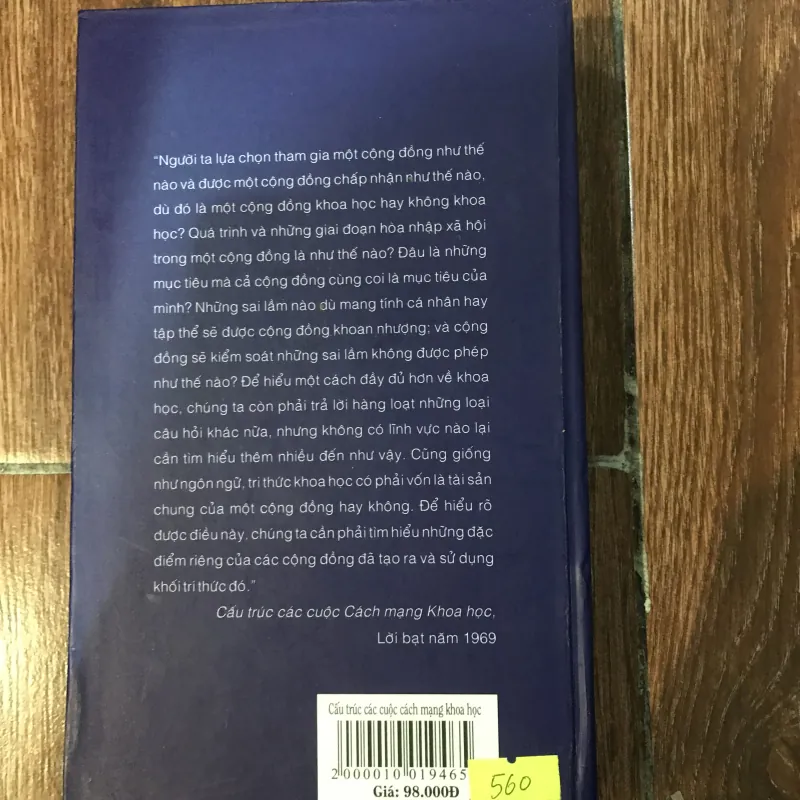 “Người ta lựa chọn tham gia một cộng đồng như thế
nào và được một cộng đồng chấp nhận như thế nào,
dù đó là một cộng đồng khoa học hay không khoa
học? Quá trình và những giai đoạn hòa nhập xã hội
trong một cộng đồng là như thế nào? Đâu là những
mục tiêu mà cả cộng đồng cùng coi là mục tiêu của
mình? Những sai lầm nào dù mang tính cá nhân hay
tập thể sẽ được cộng đồng khoan nhượng; và cộng
đồng sẽ kiểm soát những sai lầm không được phép
như thế nào? Để hiểu một cách đầy đủ hơn về khoa
học, chúng ta còn phải trả lời hàng loạt những loại
câu hỏi khác nữa, nhưng không có lĩnh vực nào lại
cần tìm hiểu thêm nhiều đến như vậy. Cũng giống
như ngôn ngữ, tri thức khoa học có phải vốn là tài sản
chung của một cộng đồng hay không. Để hiểu rõ
được điều này, chúng ta cần phải tìm hiểu những đặc
điểm riêng của các cộng đồng đã tạo ra và sử dụng
khối tri thức đó.”
Cấu trúc các cuộc Cách mạng Khoa học,
Lời bạt năm 1969
Cấu trúc các cuộc cách mạng khoa học
2 000010 019465
Giá: 98.000Đ
560